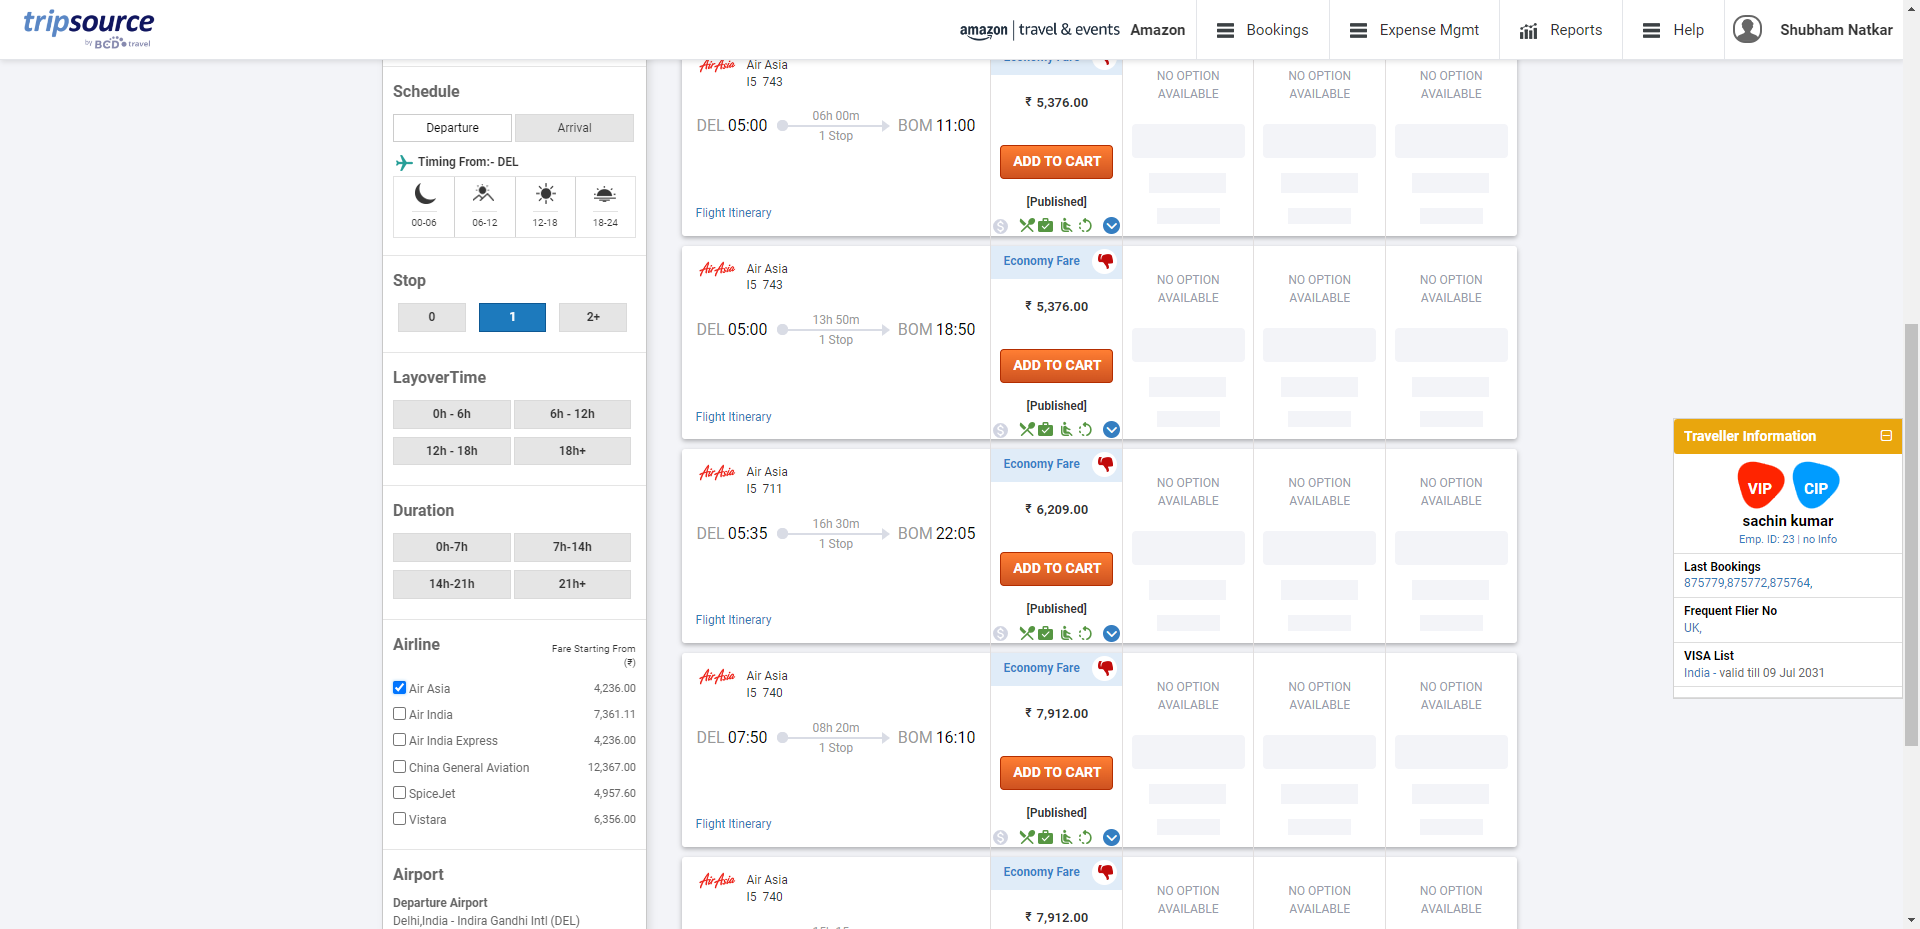 tripsource
by BCD travel
amazon | travel & events Amazon
Bookings
Expense Mgmt
Reports
Help
Shubham Natkar
Schedule
Departure Arrival
Timing From:- DEL
00-06 06-12 12-18 18-24
Stop
0 1 2+
LayoverTime
0h - 6h 6h - 12h
12h - 18h 18h+
Duration
0h-7h 7h-14h
14h-21h 21h+
Airline Fare Starting From
(₹)
Air Asia 4,236.00
Air India 7,361.11
Air India Express 4,236.00
China General Aviation 12,367.00
SpiceJet 4,957.60
Vistara 6,356.00
Airport
Departure Airport
Delhi,India - Indira Gandhi Intl (DEL)
AirAsia Air Asia
I5 743
DEL 05:00 06h 00m BOM 11:00
1 Stop
Flight Itinerary
Economy Fare
₹ 5,376.00
ADD TO CART
[Published]
NO OPTION
AVAILABLE
NO OPTION
AVAILABLE
NO OPTION
AVAILABLE
AirAsia Air Asia
I5 743
DEL 05:00 13h 50m BOM 18:50
1 Stop
Flight Itinerary
Economy Fare
₹ 5,376.00
ADD TO CART
[Published]
NO OPTION
AVAILABLE
NO OPTION
AVAILABLE
NO OPTION
AVAILABLE
AirAsia Air Asia
I5 711
DEL 05:35 16h 30m BOM 22:05
1 Stop
Flight Itinerary
Economy Fare
₹ 6,209.00
ADD TO CART
[Published]
NO OPTION
AVAILABLE
NO OPTION
AVAILABLE
NO OPTION
AVAILABLE
AirAsia Air Asia
I5 740
DEL 07:50 08h 20m BOM 16:10
1 Stop
Flight Itinerary
Economy Fare
₹ 7,912.00
ADD TO CART
[Published]
NO OPTION
AVAILABLE
NO OPTION
AVAILABLE
NO OPTION
AVAILABLE
AirAsia Air Asia
I5 740
Economy Fare
₹ 7,912.00
NO OPTION
AVAILABLE
NO OPTION
AVAILABLE
NO OPTION
AVAILABLE
Traveller Information
VIP CIP
sachin kumar
Emp. ID: 23 | no Info
Last Bookings
875779,875772,875764,
Frequent Flier No
UK,
VISA List
India - valid till 09 Jul 2031